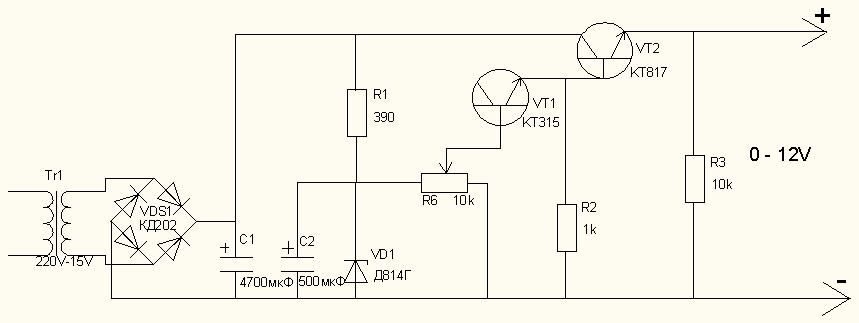 +
VT2
KT817
R1
390
VT1
KT315
0 - 12V
R3
10k
Tr1
VDS1
КД202
R6 10k
R2
1k
220V-15V
+ C1
4700мкФ
+ C2
500мкФ
VD1
Д814Г
-